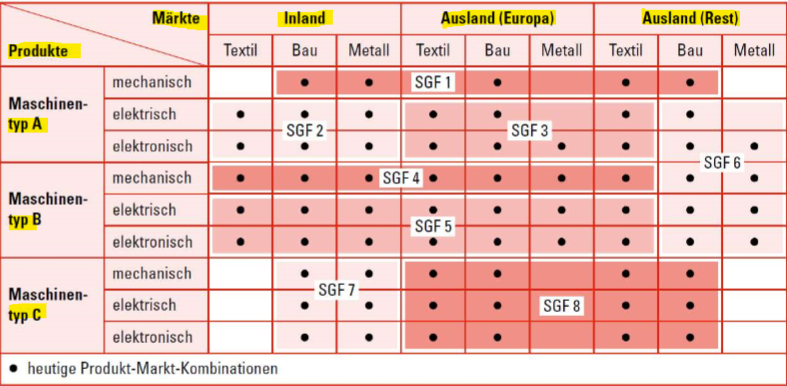 Märkte Inland Ausland (Europa) Ausland (Rest)
Produkte Textil Bau Metall Textil Bau Metall Textil Bau Metall
Maschinen-
typ A
mechanisch SGF 1
elektrisch
SGF 2 SGF 3
elektronisch
SGF 6
Maschinen-
typ B
mechanisch SGF 4
elektrisch
SGF 5
elektronisch
Maschinen-
typ C
mechanisch
SGF 7
elektrisch SGF 8
elektronisch
● heutige Produkt-Markt-Kombinationen